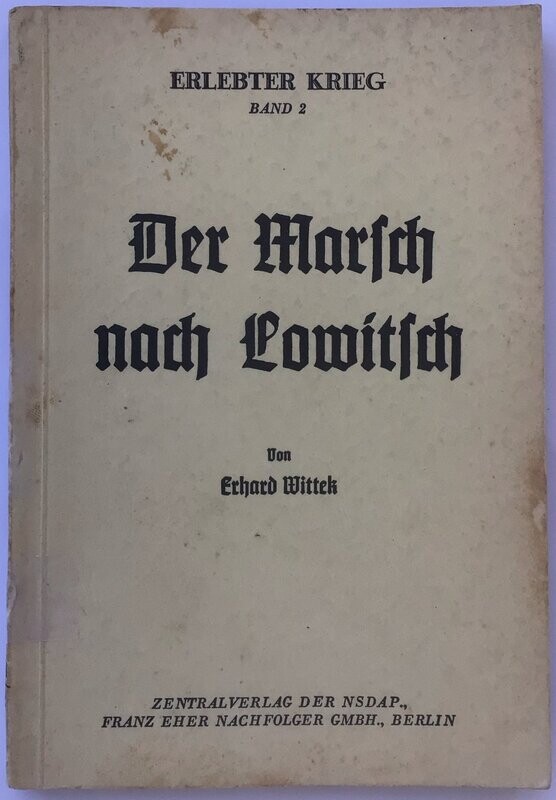 ERLEBTER KRIEG
BAND 2
Der Marſch
nach Lowitſch
Von
Erhard Wittek
ZENTRALVERLAG DER NSDAP.,
FRANZ EHER NACHFOLGER GMBH., BERLIN